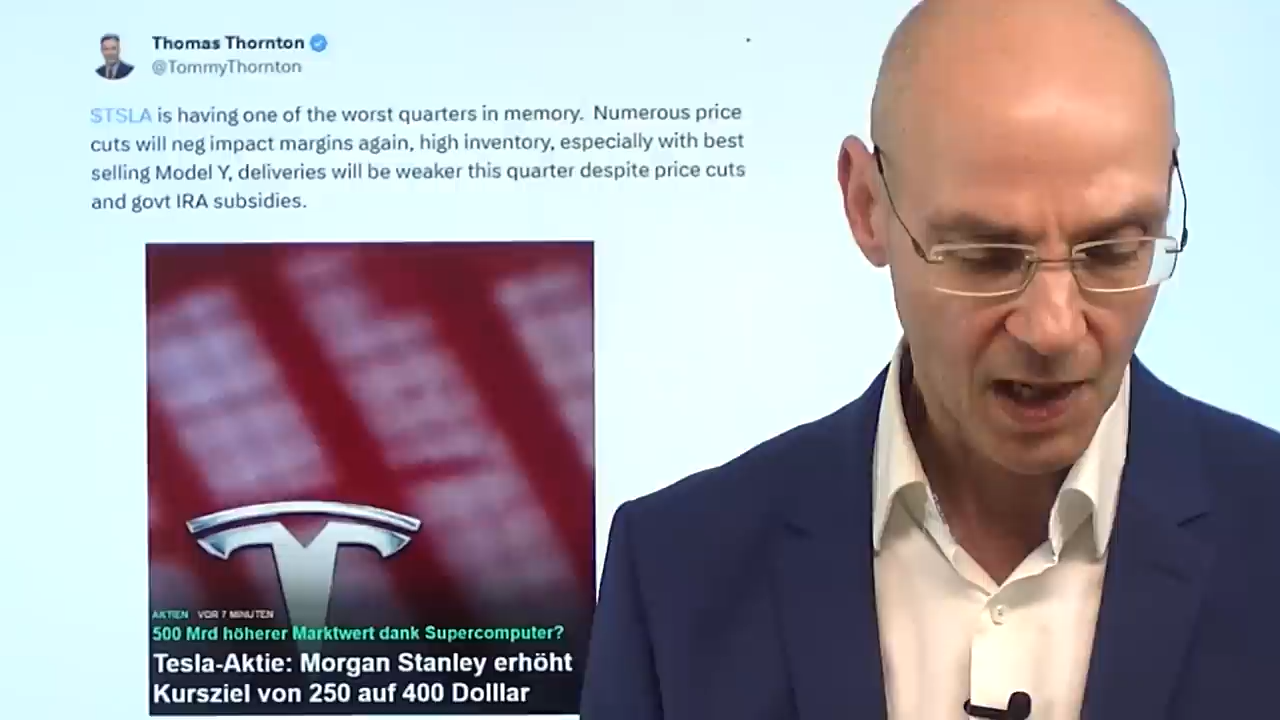 Thomas Thornton
@TommyThornton
$TSLA is having one of the worst quarters in memory. Numerous price
cuts will neg impact margins again, high inventory, especially with best
selling Model Y, deliveries will be weaker this quarter despite price cuts
and govt IRA subsidies.
AKTIEN VOR 7 MINUTEN
500 Mrd höherer Marktwert dank Supercomputer?
Tesla-Aktie: Morgan Stanley erhöht
Kursziel von 250 auf 400 Dolllar